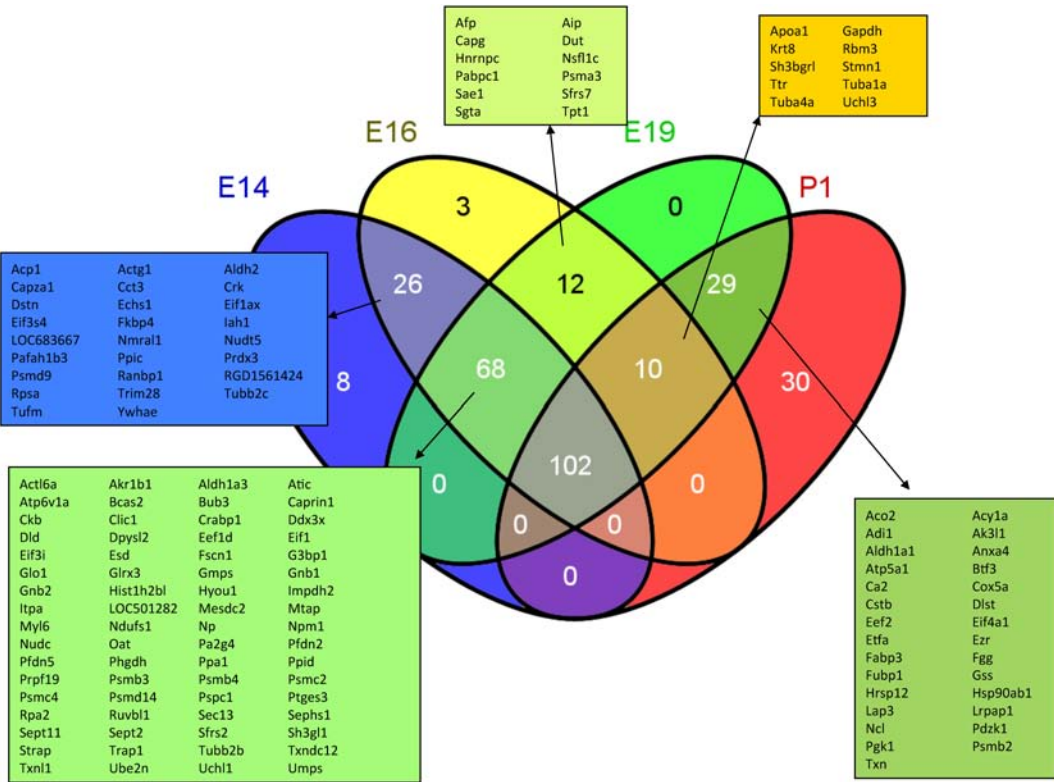 Afp Aip
Capg Dut
Hnrnpc Nsfl1c
Pabpc1 Psma3
Sae1 Sfrs7
Sgta Tpt1
Apoa1 Gapdh
Krt8 Rbm3
Sh3bgrl Stmn1
Ttr Tuba1a
Tuba4a Uchl3
E16
E19
E14
P1
3
0
26
12
29
8
68
10
30
0
102
0
0
0
0
Acp1 Actg1 Aldh2
Capza1 Cct3 Crk
Dstn Echs1 Eif1ax
Eif3s4 Fkbp4 Iah1
LOC683667 Nmral1 Nudt5
Pafah1b3 Ppic Prdx3
Psmd9 Ranbp1 RGD1561424
Rpsa Trim28 Tubb2c
Tufm Ywhae
Actl6a Akr1b1 Aldh1a3 Atic
Atp6v1a Bcas2 Bub3 Caprin1
Ckb Clic1 Crabp1 Ddx3x
Dld Dpysl2 Eef1d Eif1
Eif3i Esd Fscn1 G3bp1
Glo1 Glrx3 Gmps Gnb1
Gnb2 Hist1h2bl Hyou1 Impdh2
Itpa LOC501282 Mesdc2 Mtap
Myl6 Ndufs1 Np Npm1
Nudc Oat Pa2g4 Pfdn2
Pfdn5 Phgdh Ppa1 Ppid
Prpf19 Psmb3 Psmb4 Psmc2
Psmc4 Psmd14 Pspc1 Ptges3
Rpa2 Ruvbl1 Sec13 Sephs1
Sept11 Sept2 Sfrs2 Sh3gl1
Strap Trap1 Tubb2b Txndc12
Txnl1 Ube2n Uchl1 Umps
Aco2 Acy1a
Adi1 Ak3l1
Aldh1a1 Anxa4
Atp5a1 Btf3
Ca2 Cox5a
Cstb Dlst
Eef2 Eif4a1
Etfa Ezr
Fabp3 Fgg
Fubp1 Gss
Hrsp12 Hsp90ab1
Lap3 Lrpap1
Ncl Pdzk1
Pgk1 Psmb2
Txn